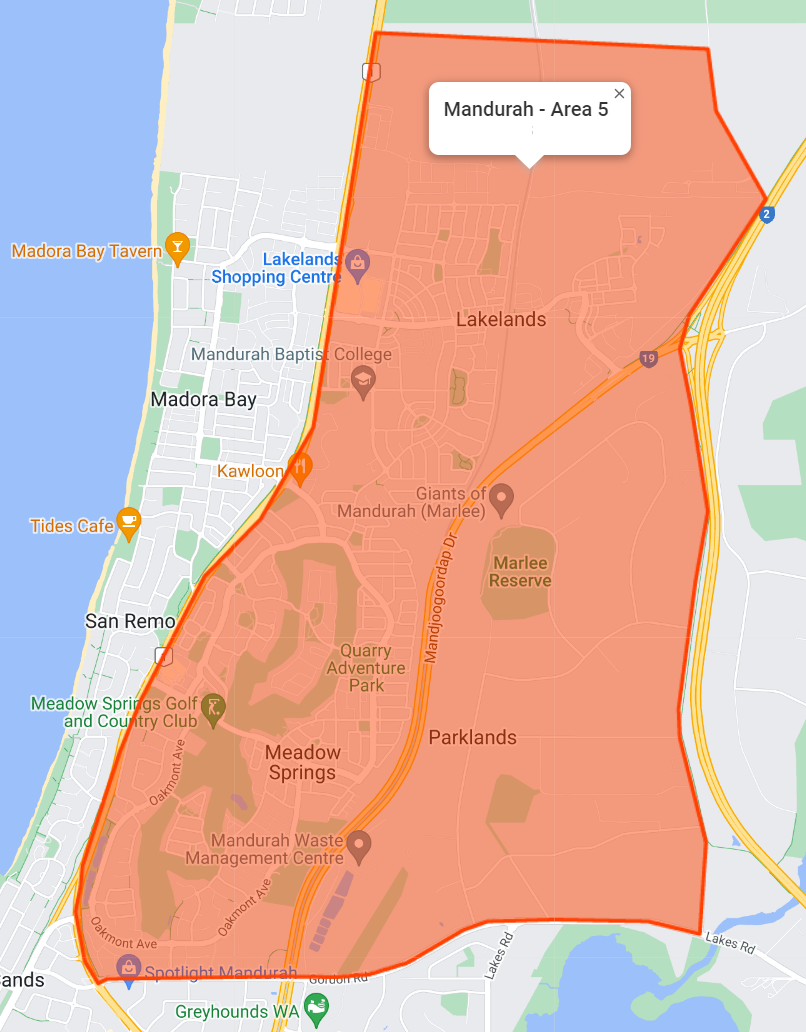 1
Mandurah - Area 5
×
2
Madora Bay Tavern
Lakelands
Shopping Centre
Lakelands
Mandurah Baptist College
19
Madora Bay
Kawloon
Giants of
Mandurah (Marlee)
Tides Cafe
Mandjoogoordap Dr
Marlee
Reserve
San Remo
1
Quarry
Adventure
Park
Meadow Springs Golf
and Country Club
Parklands
Meadow
Springs
Oakmont Ave
Mandurah Waste
Management Centre
Oakmont Ave
Oakmont Ave
Lakes Rd
Lakes Rd
Spotlight Mandurah
Gordon Rd
ands
Greyhounds WA